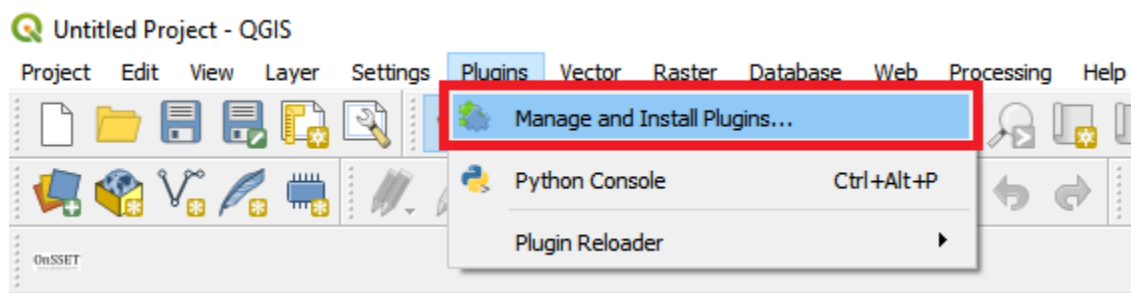 Untitled Project - QGIS
Project Edit View Layer Settings Plugins Vector Raster Database Web Processing Help
Manage and Install Plugins...
Python Console Ctrl+Alt+P
Plugin Reloader
OnSSET